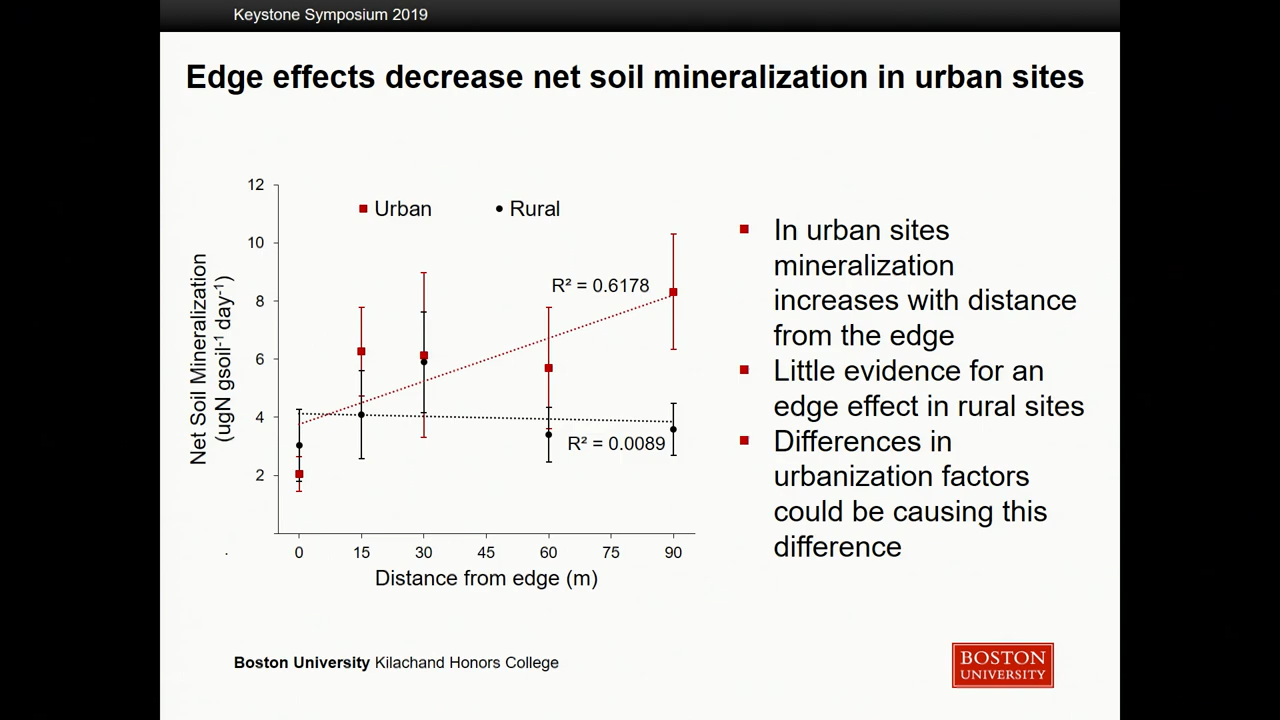 Keystone Symposium 2019
Edge effects decrease net soil mineralization in urban sites
12
10
8
6
4
2
Net Soil Mineralization
(ugN gsoil⁻¹ day⁻¹)
Urban
Rural
R² = 0.6178
R² = 0.0089
0 15 30 45 60 75 90
Distance from edge (m)
In urban sites
mineralization
increases with distance
from the edge
Little evidence for an
edge effect in rural sites
Differences in
urbanization factors
could be causing this
difference
Boston University Kilachand Honors College
BOSTON
UNIVERSITY